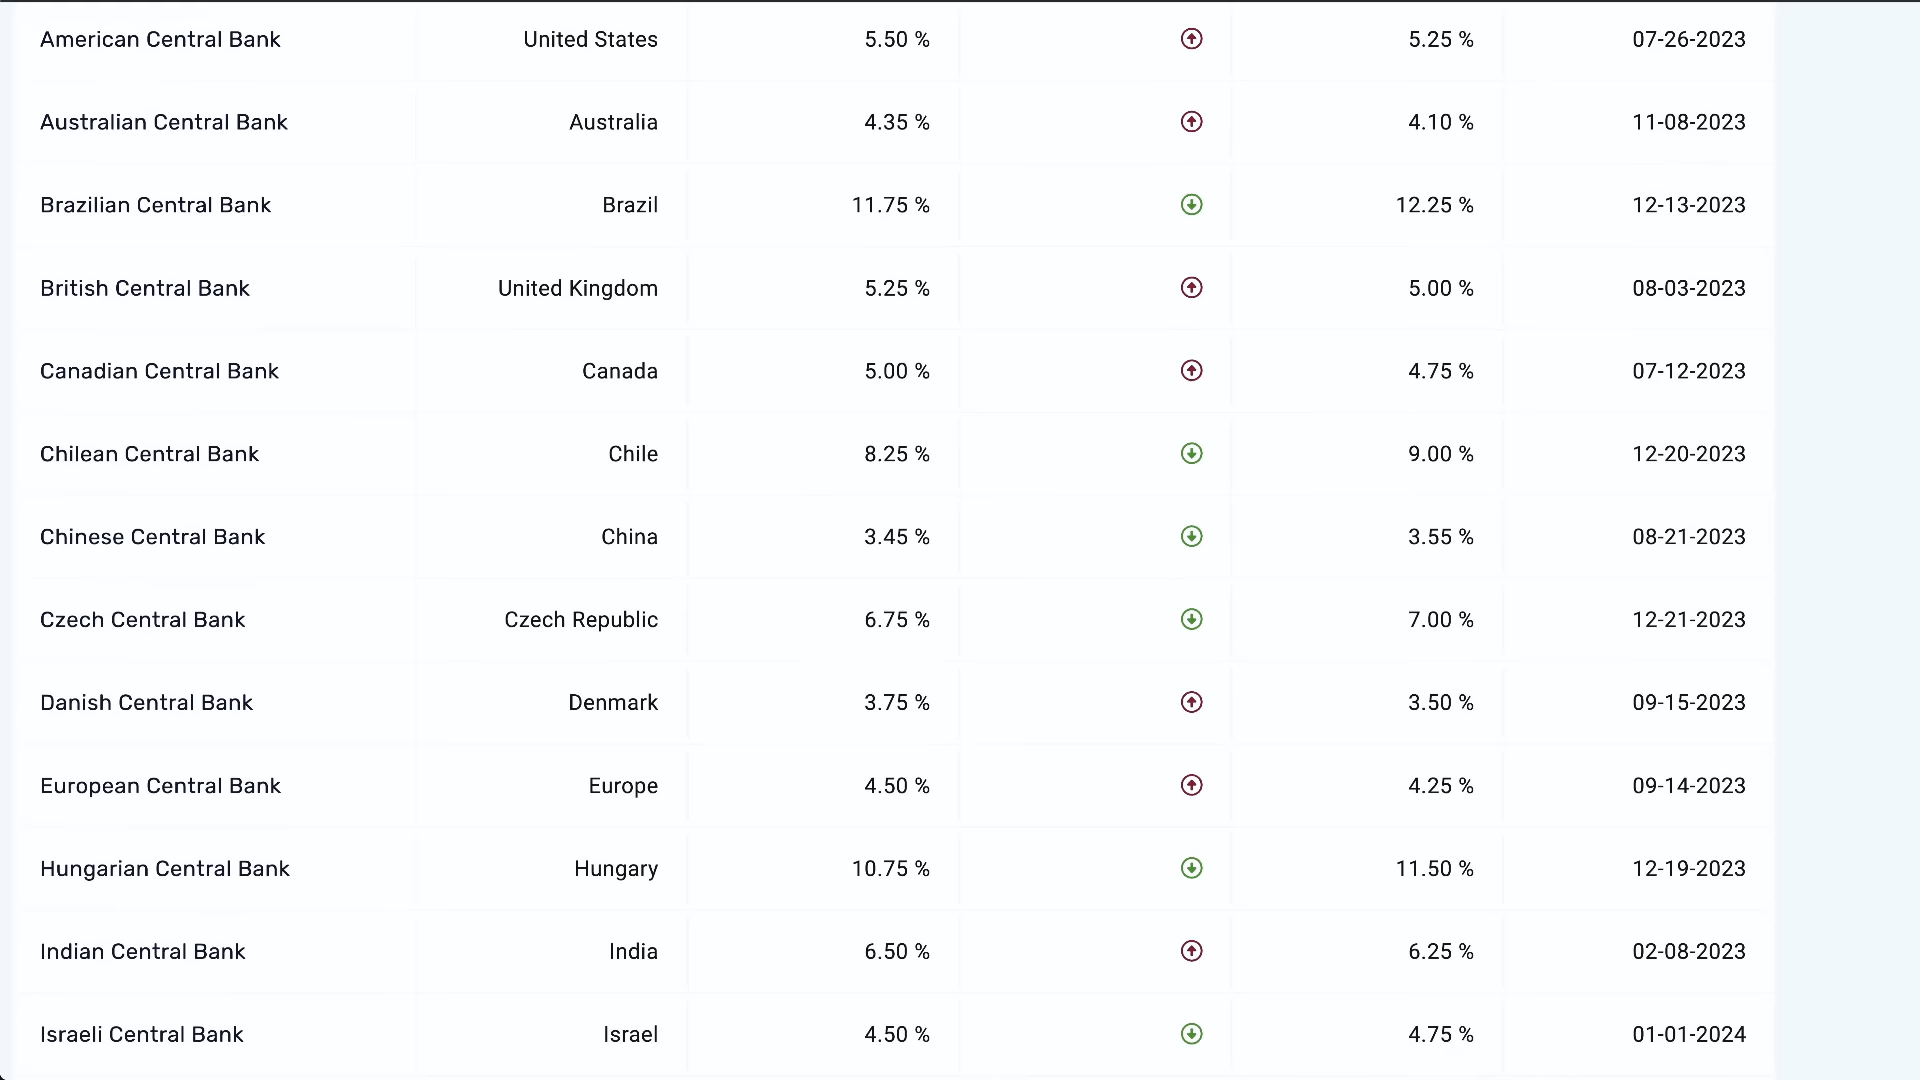 American Central Bank United States 5.50 % 5.25 % 07-26-2023
Australian Central Bank Australia 4.35 % 4.10 % 11-08-2023
Brazilian Central Bank Brazil 11.75 % 12.25 % 12-13-2023
British Central Bank United Kingdom 5.25 % 5.00 % 08-03-2023
Canadian Central Bank Canada 5.00 % 4.75 % 07-12-2023
Chilean Central Bank Chile 8.25 % 9.00 % 12-20-2023
Chinese Central Bank China 3.45 % 3.55 % 08-21-2023
Czech Central Bank Czech Republic 6.75 % 7.00 % 12-21-2023
Danish Central Bank Denmark 3.75 % 3.50 % 09-15-2023
European Central Bank Europe 4.50 % 4.25 % 09-14-2023
Hungarian Central Bank Hungary 10.75 % 11.50 % 12-19-2023
Indian Central Bank India 6.50 % 6.25 % 02-08-2023
Israeli Central Bank Israel 4.50 % 4.75 % 01-01-2024